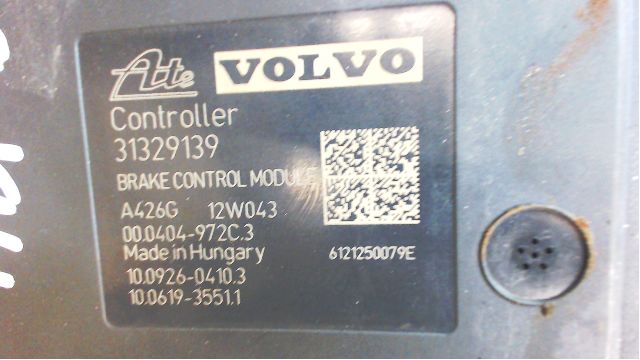 Ate VOLVO
Controller
31329139
BRAKE CONTROL MODULE
A426G 12W043
00.0404-972C.3
Made in Hungary
6121250079E
10.0926-0410.3
10.0619-3551.1